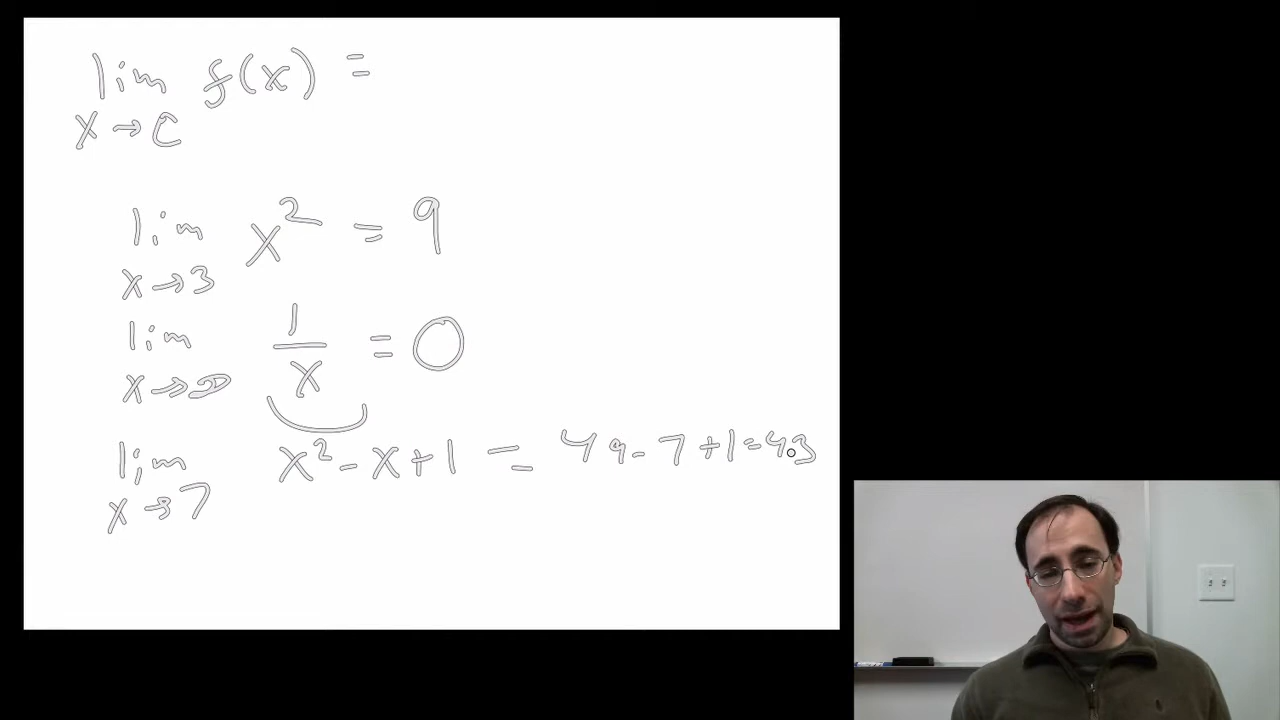 lim f(x) =
x→c
lim x² = 9
x→3
lim 1/x = 0
x→∞
lim x²-x+1 = 49-7+1=43
x→7